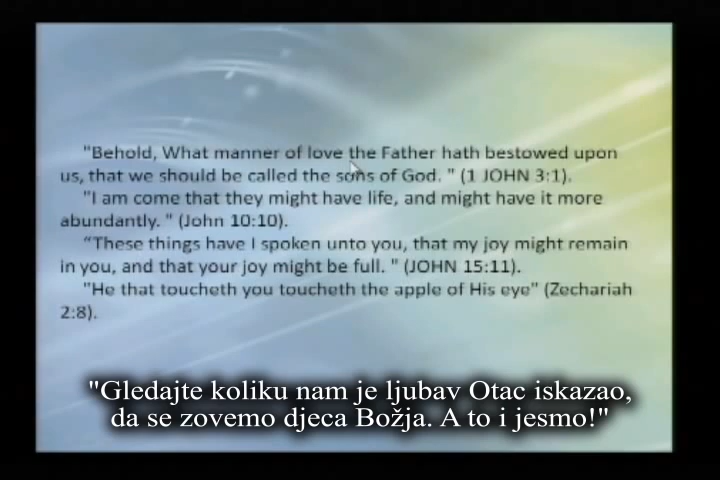 "Behold, What manner of love the Father hath bestowed upon
us, that we should be called the sons of God. " (1 JOHN 3:1).
"I am come that they might have life, and might have it more
abundantly. " (John 10:10).
"These things have I spoken unto you, that my joy might remain
in you, and that your joy might be full. " (JOHN 15:11).
"He that toucheth you toucheth the apple of His eye" (Zechariah
2:8).
"Gledajte koliku nam je ljubav Otac iskazao,
da se zovemo djeca Božja. A to i jesmo!"